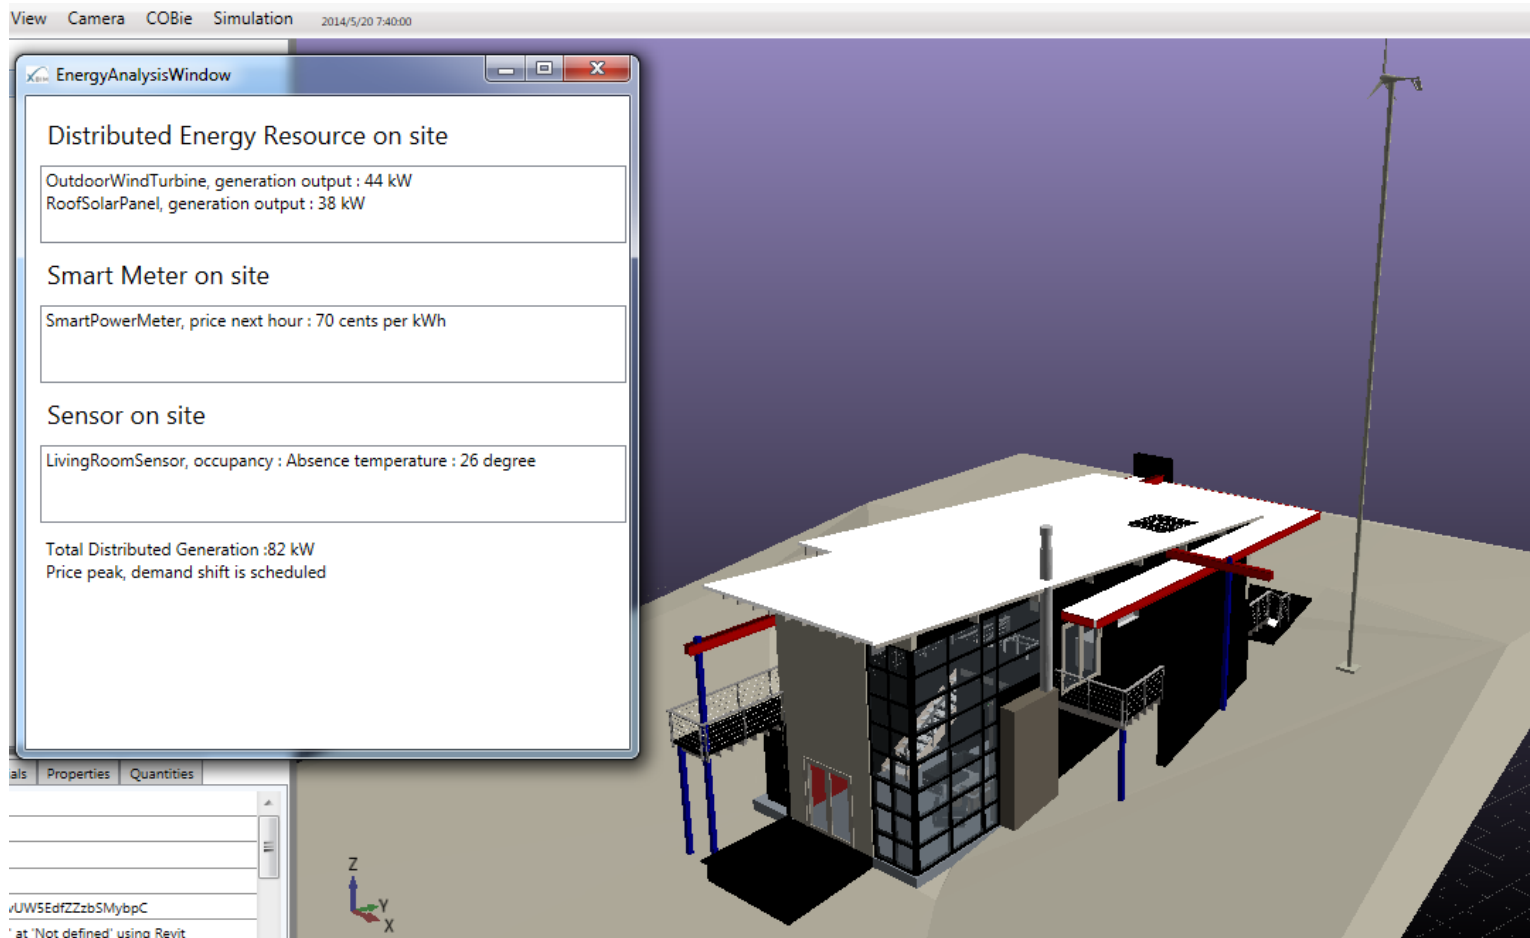 View Camera COBie Simulation 2014/5/20 7:40:00
EnergyAnalysisWindow
Distributed Energy Resource on site
OutdoorWindTurbine, generation output : 44 kW
RoofSolarPanel, generation output : 38 kW
Smart Meter on site
SmartPowerMeter, price next hour : 70 cents per kWh
Sensor on site
LivingRoomSensor, occupancy : Absence temperature : 26 degree
Total Distributed Generation :82 kW
Price peak, demand shift is scheduled
als Properties Quantities
vUW5EdfZZzbSMybpC
' at 'Not defined' using Revit
Z
Y
X